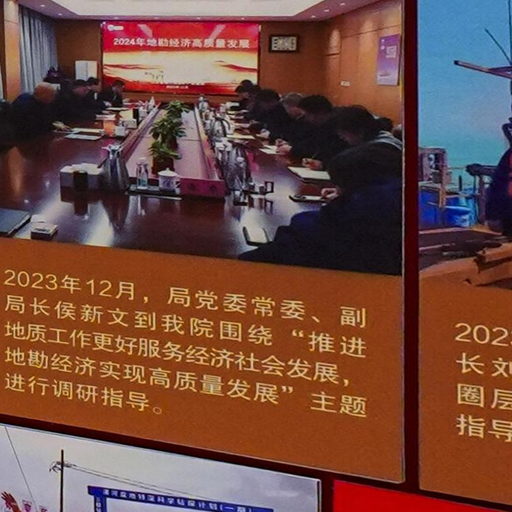 2024年地勘经济高质量发展
2023年12月，局党委常委、副
局长侯新文到我院围绕“推进
地质工作更好服务经济社会发展，
地勘经济实现高质量发展”主题
进行调研指导。
202
长刘
圈层
指导